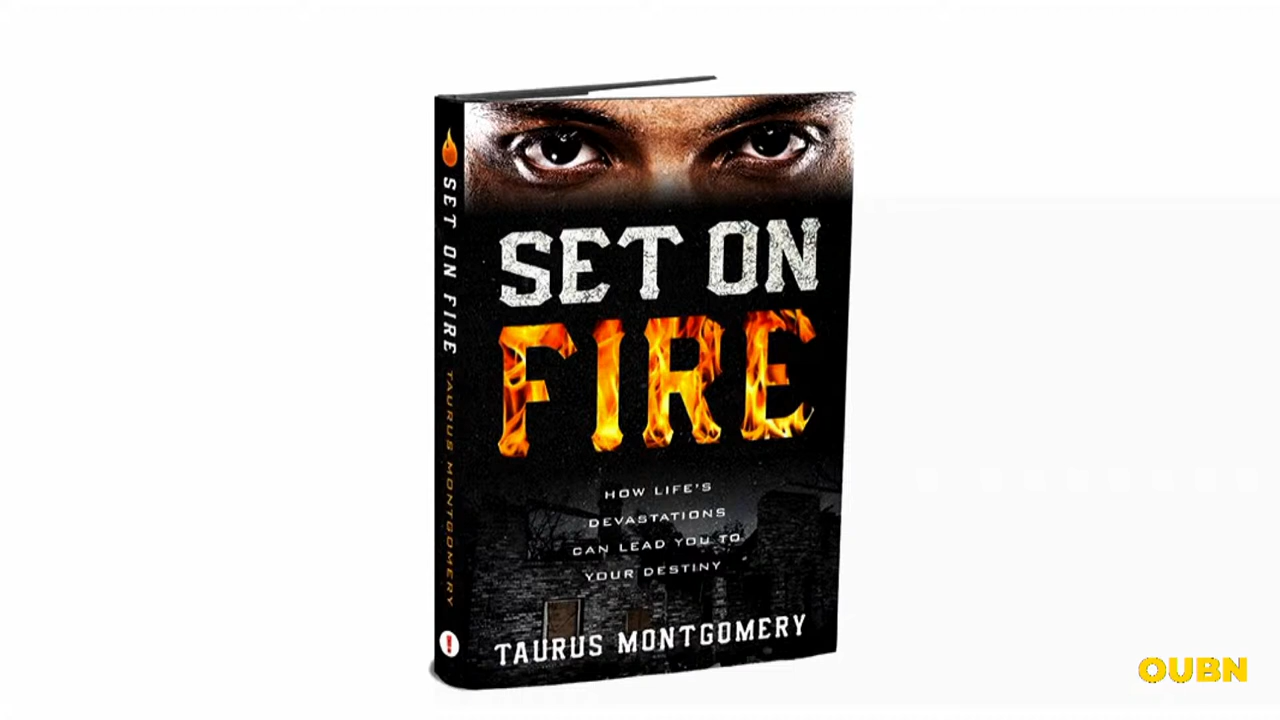 SET ON
FIRE
HOW LIFE'S
DEVASTATIONS
CAN LEAD YOU TO
YOUR DESTINY
TAURUS MONTGOMERY
SET ON FIRE TAURUS MONTGOMERY
!
OUBN